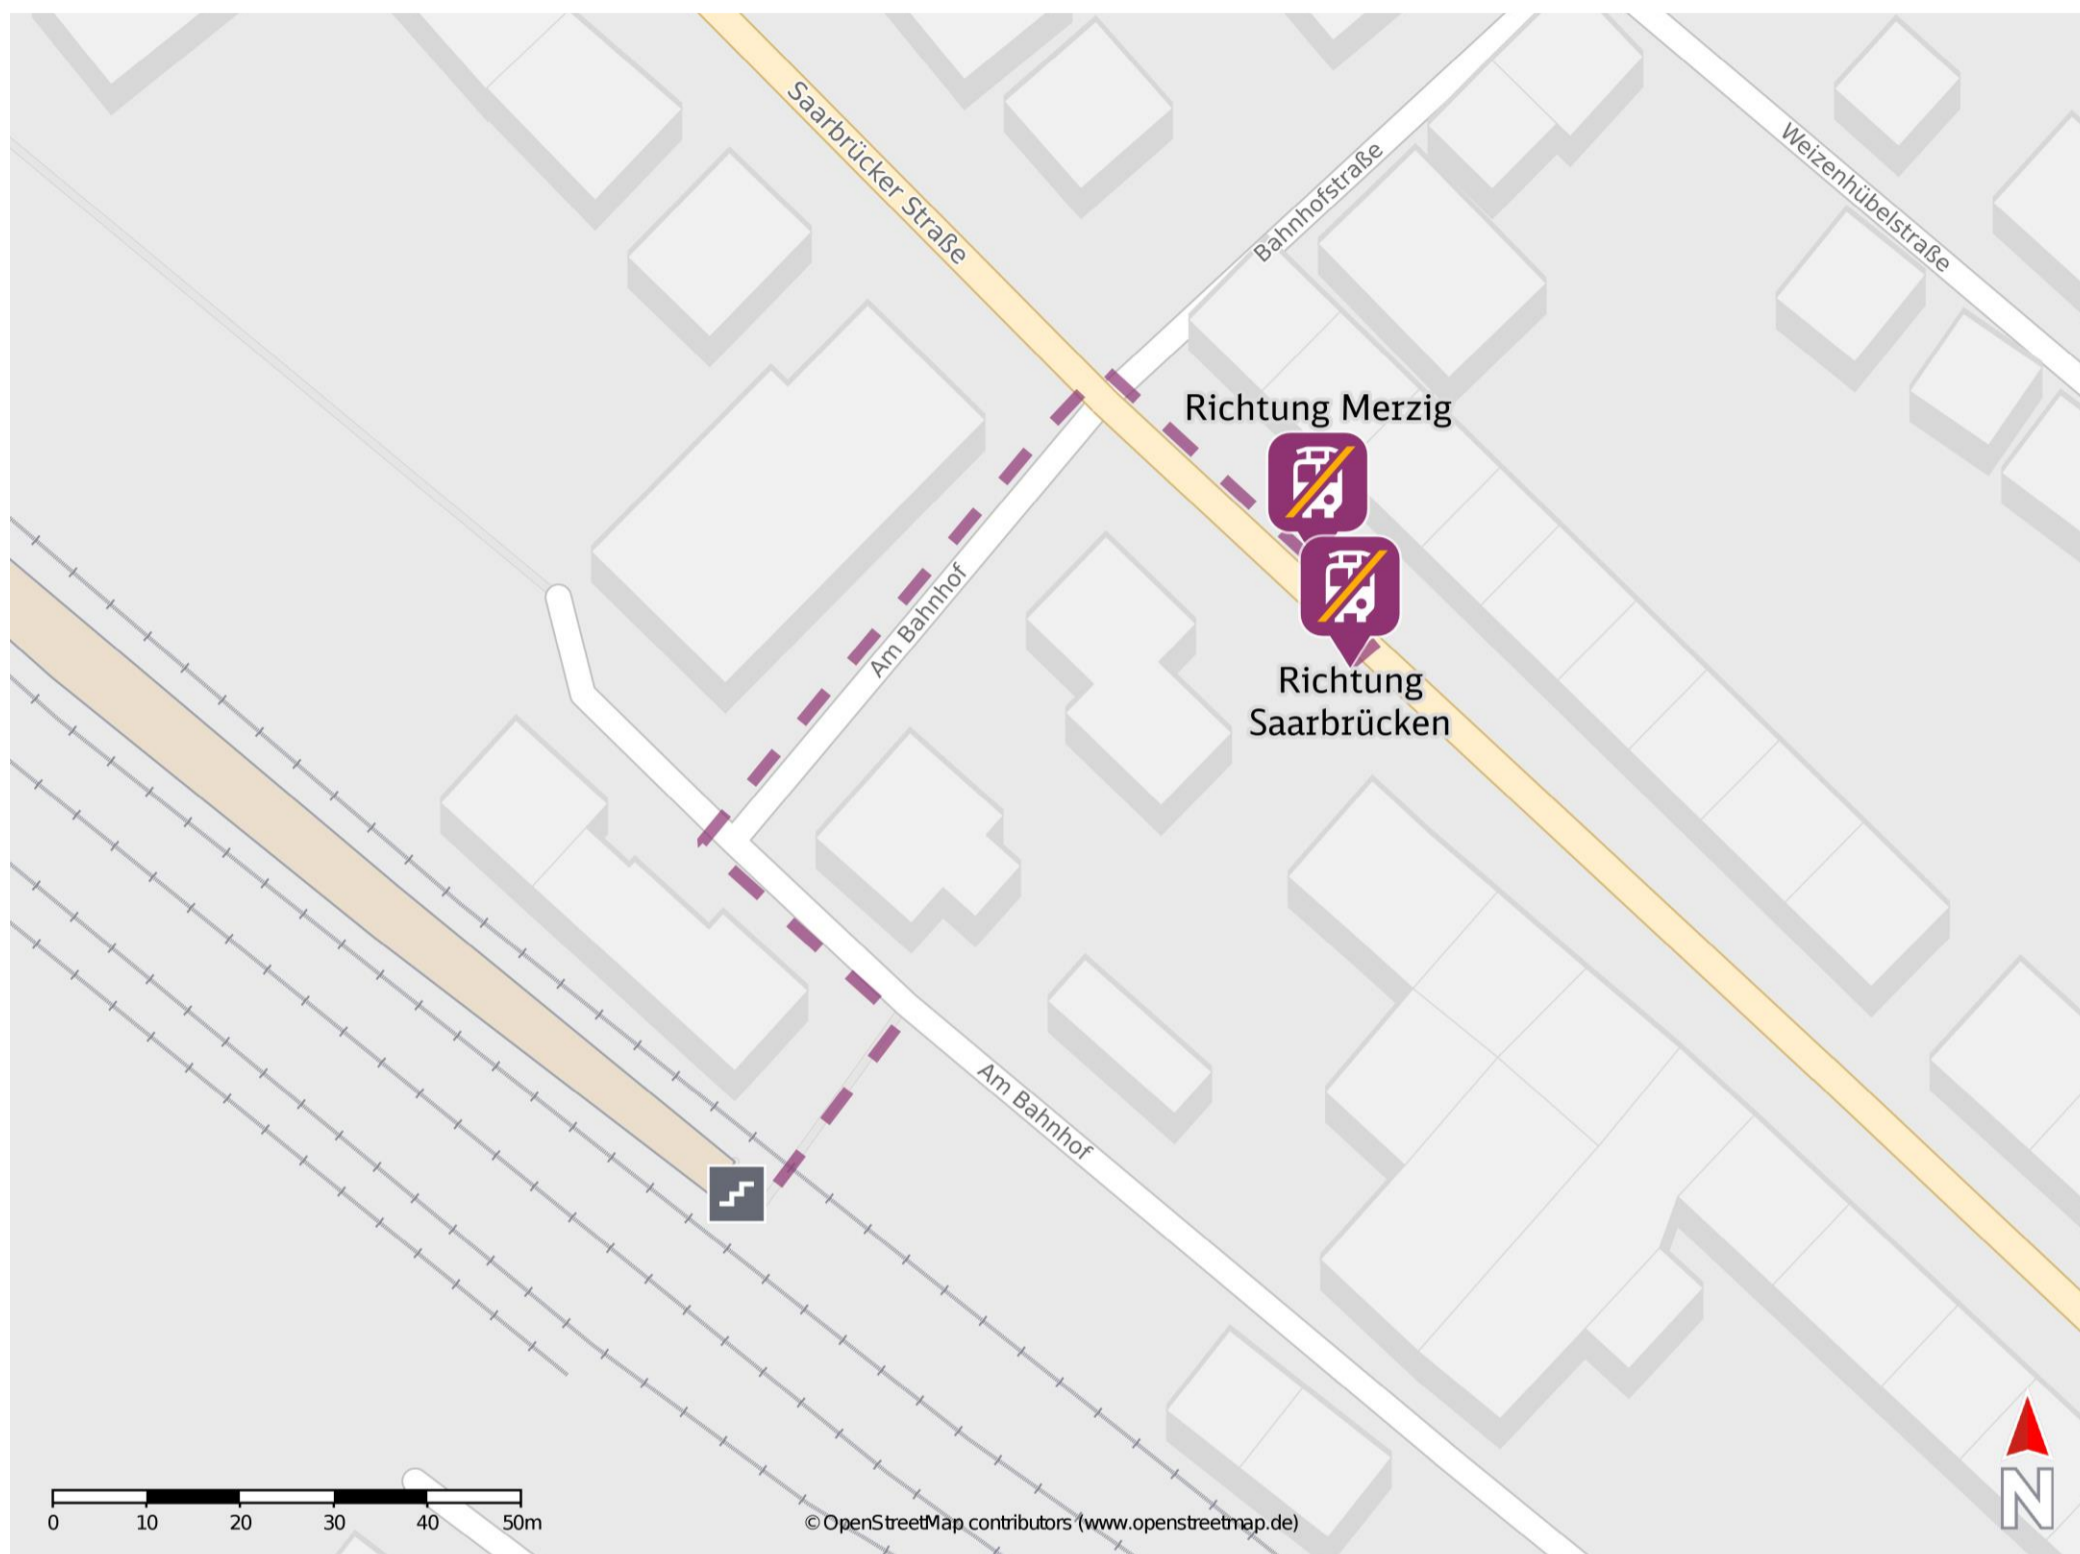 Saarbrücker Straße
Bahnhofstraße
Weizenhübelstraße
Richtung Merzig
Am Bahnhof
Richtung
Saarbrücken
Am Bahnhof
0 10 20 30 40 50m
© OpenStreetMap contributors (www.openstreetmap.de)
N